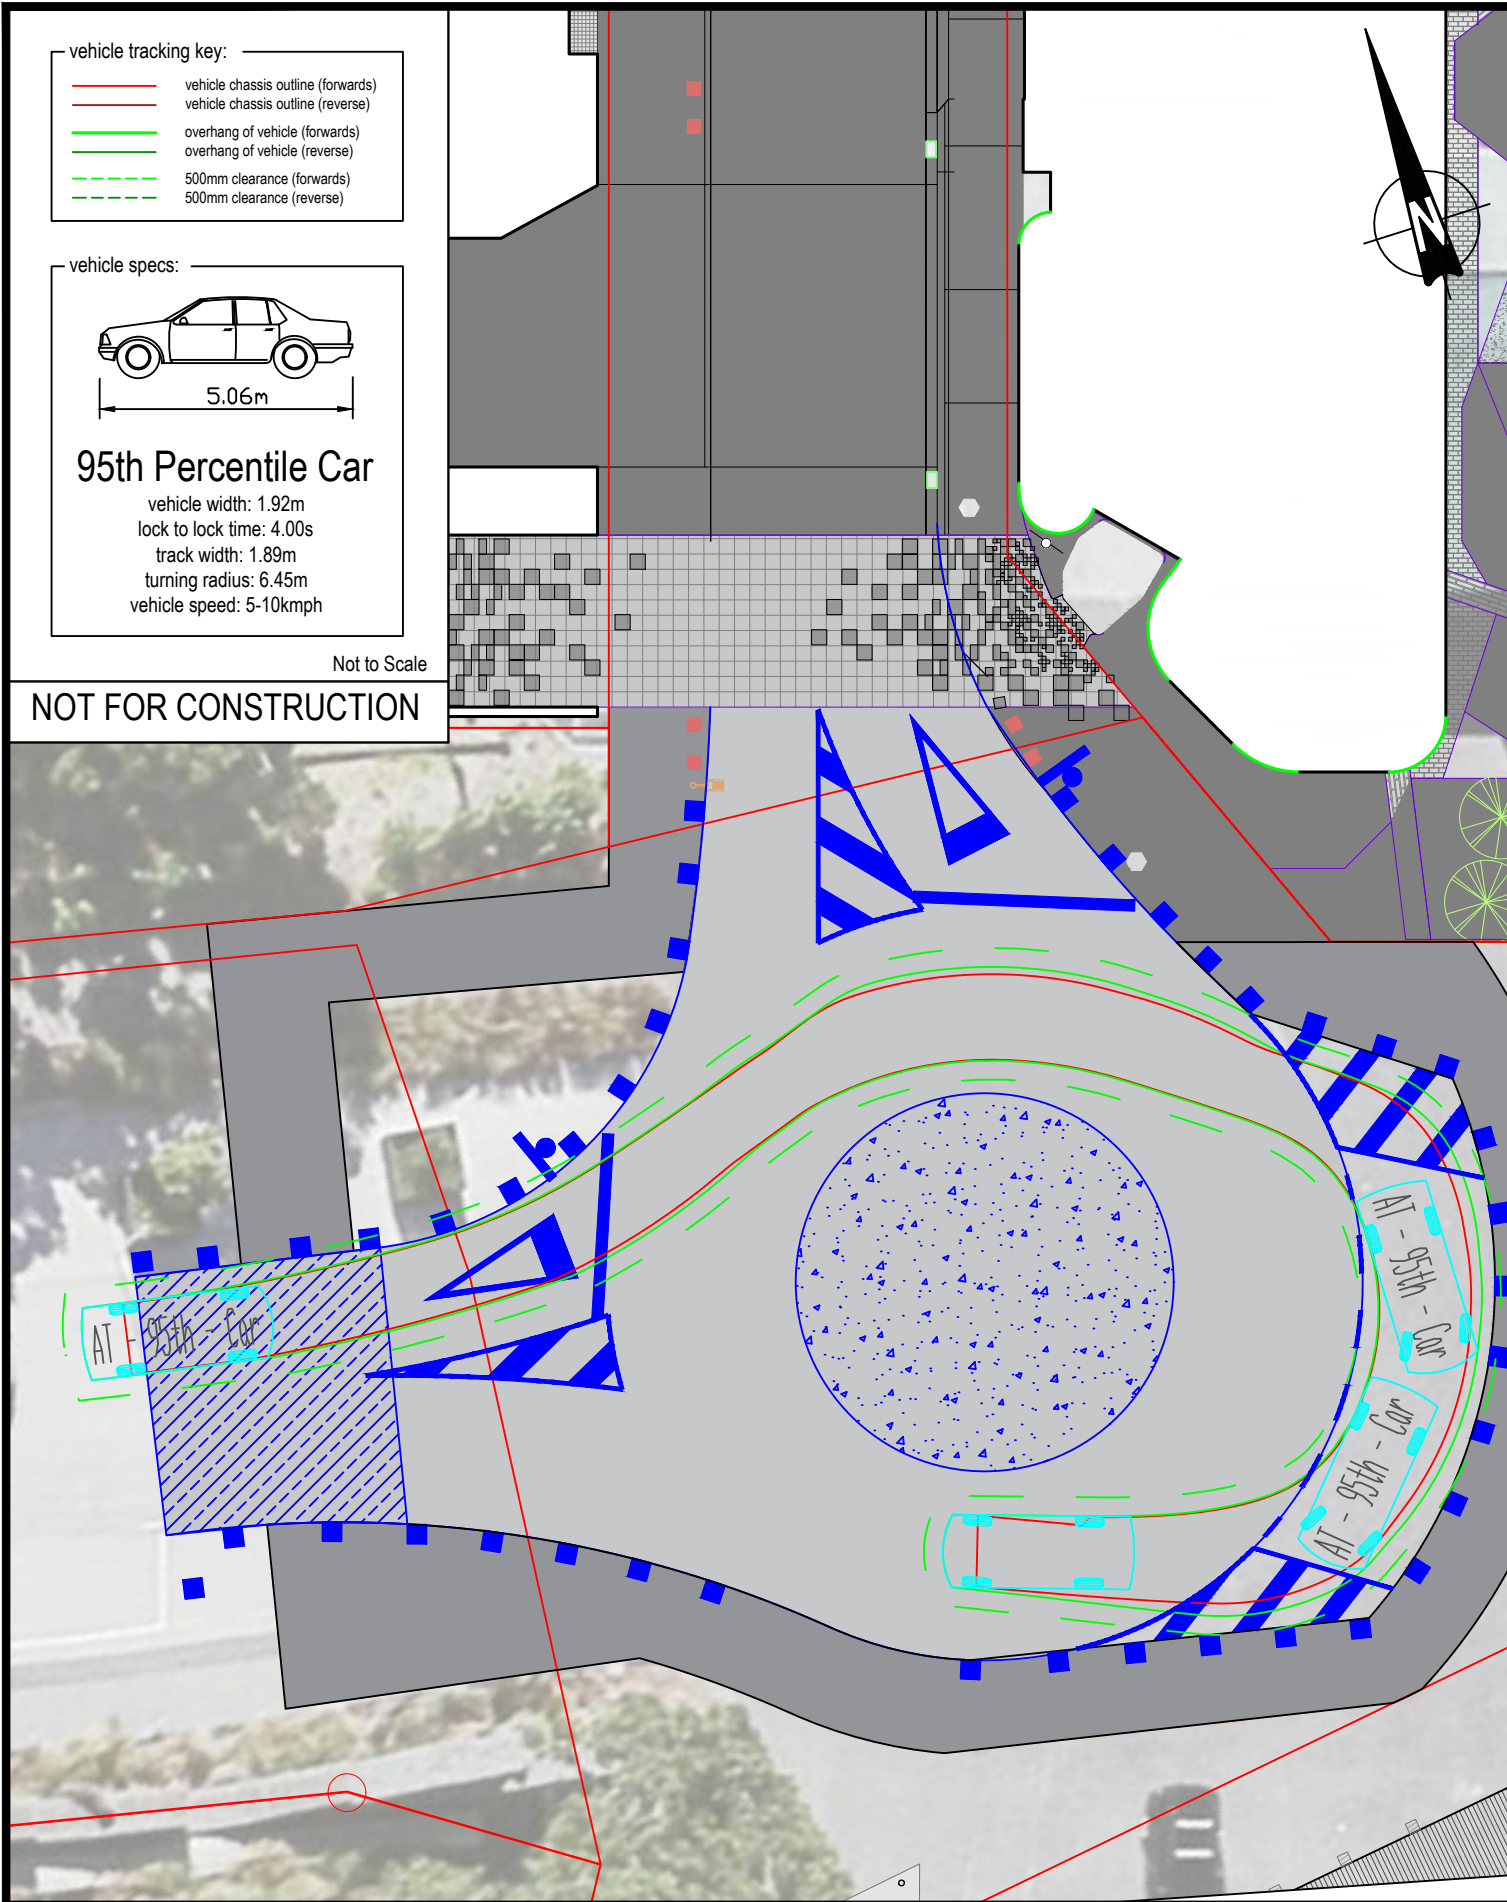 vehicle tracking key:
vehicle chassis outline (forwards)
vehicle chassis outline (reverse)
overhang of vehicle (forwards)
overhang of vehicle (reverse)
500mm clearance (forwards)
500mm clearance (reverse)
vehicle specs:
5.06m
95th Percentile Car
vehicle width: 1.92m
lock to lock time: 4.00s
track width: 1.89m
turning radius: 6.45m
vehicle speed: 5-10kmph
Not to Scale
NOT FOR CONSTRUCTION
N
AT - 95th - Car
AT - 95th - Car
AT - 95th - Car